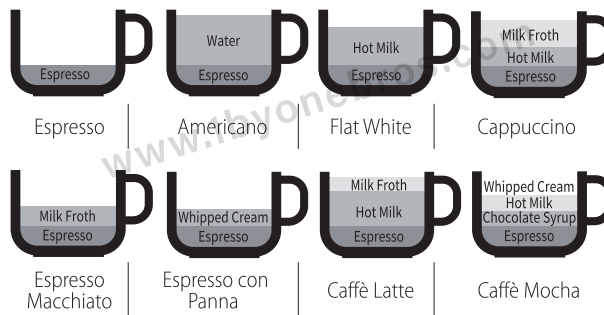 Water
Hot Milk
Milk Froth
Hot Milk
Espresso
Espresso
Espresso
Espresso
Espresso
Americano
Flat White
Cappuccino
www.1byonebros.com
Milk Froth
Espresso
Whipped Cream
Espresso
Milk Froth
Hot Milk
Espresso
Whipped Cream
Hot Milk
Chocolate Syrup
Espresso
Espresso
Macchiato
Espresso con
Panna
Caffè Latte
Caffè Mocha